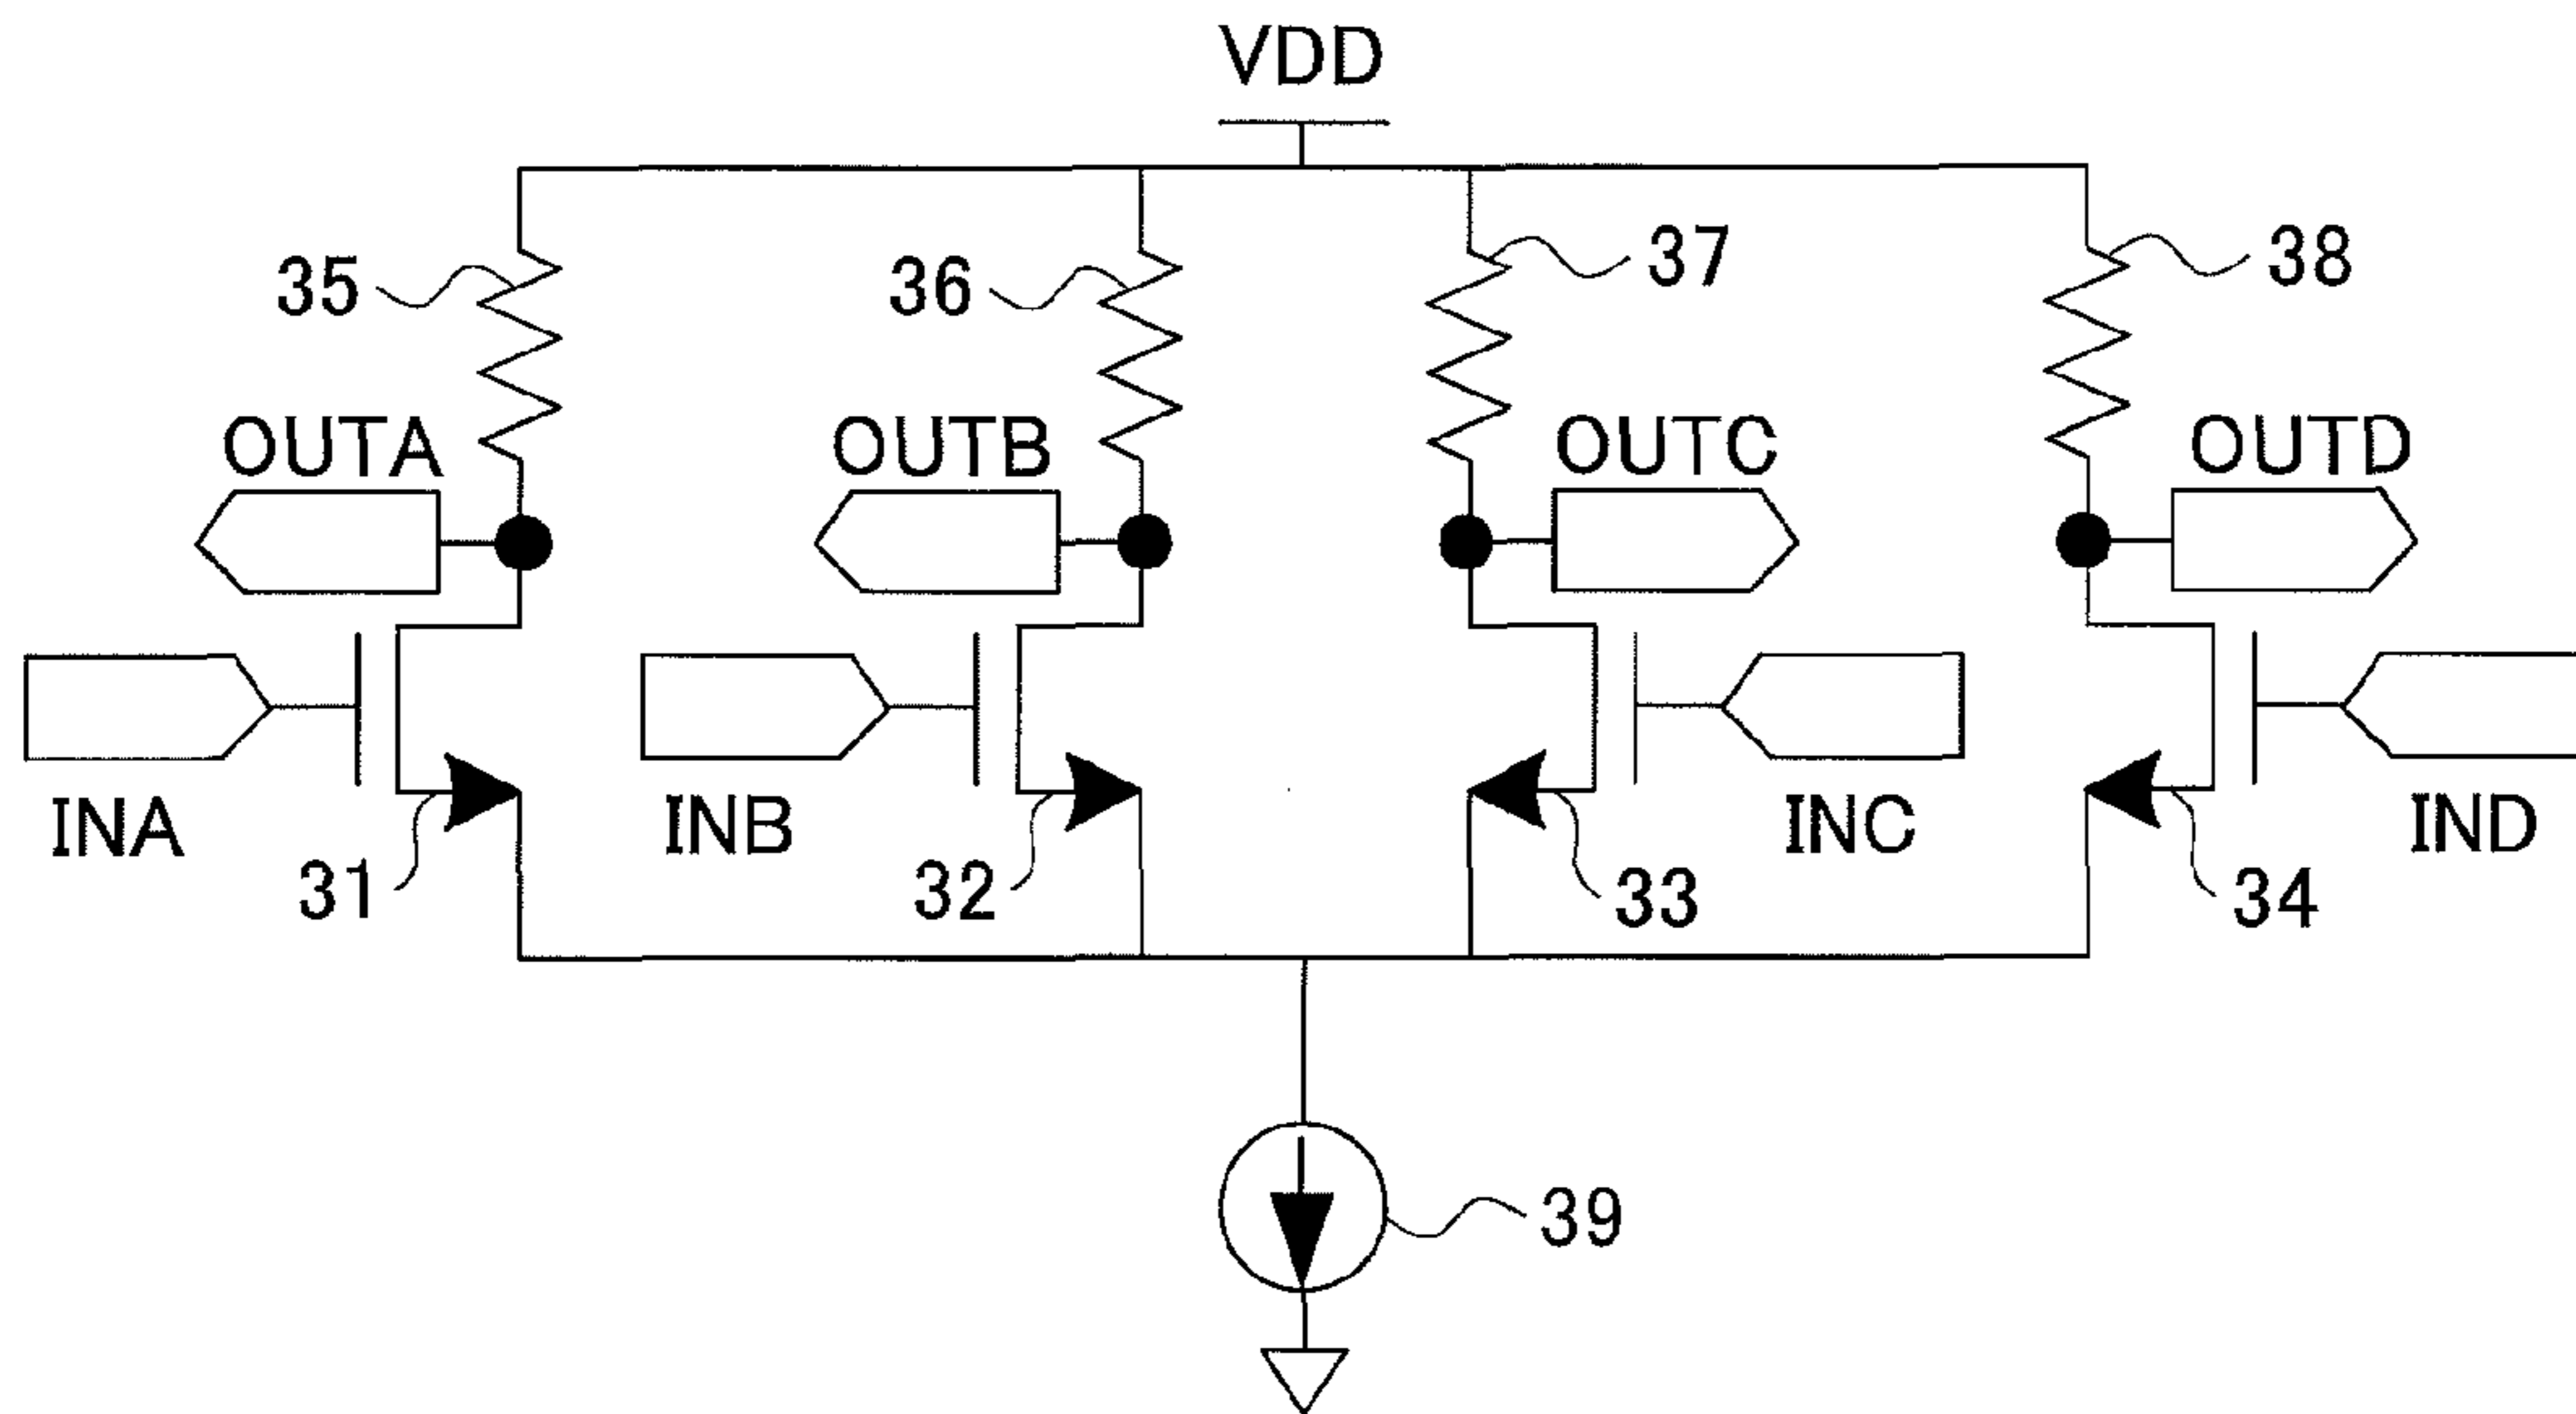 VDD
35
36
37
38
OUTA
OUTB
OUTC
OUTD
INA
INB
INC
IND
31
32
33
34
39